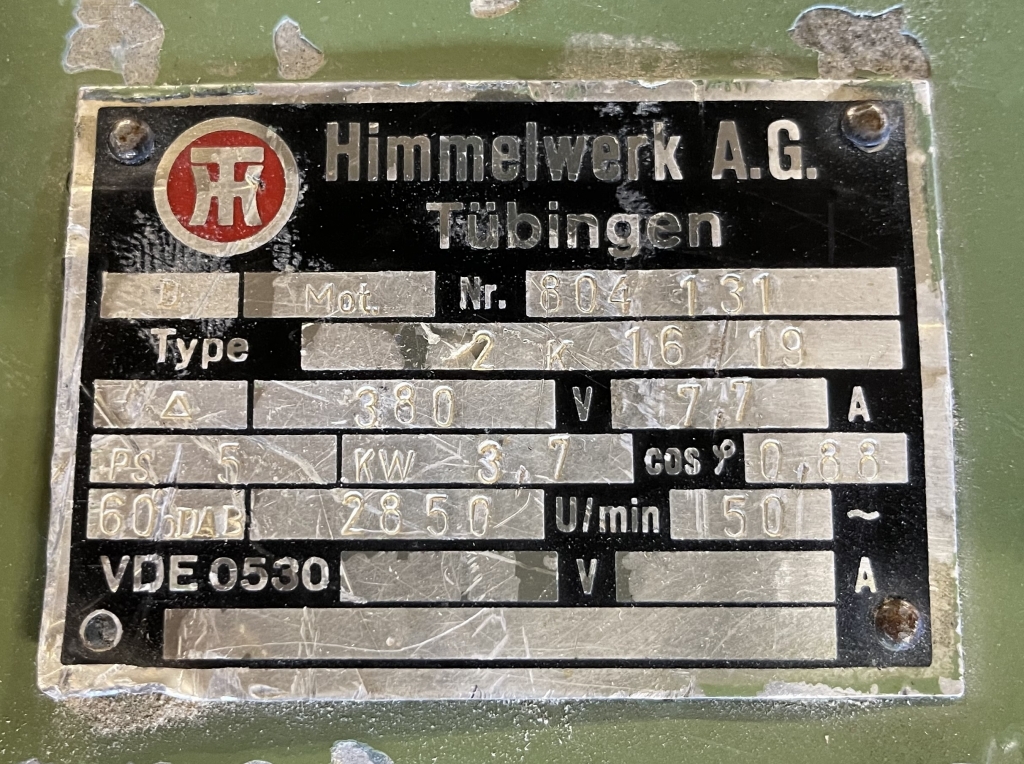 Himmelwerk A.G.
Tübingen
D. Mot. Nr. 804 131
Type 2 K 16 19
△ 380 V 7.7 A
PS 5 KW 3,7 cos φ 0.88
60% DAB 2850 U/min 50 ~
VDE 0530 V A